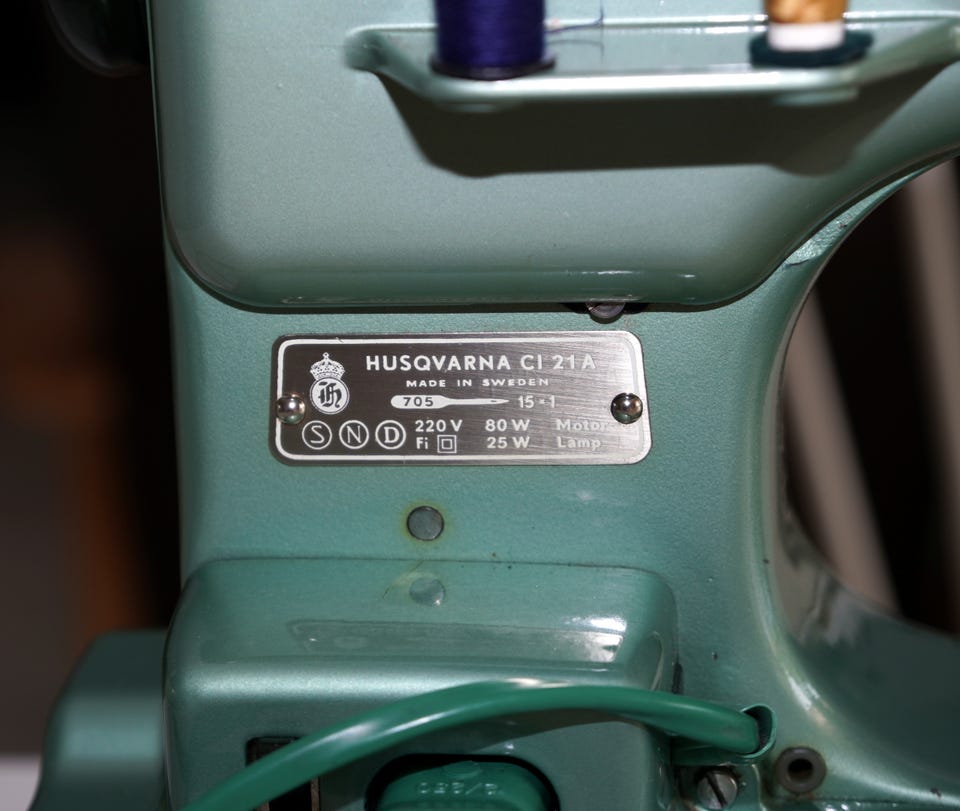 HUSQVARNA CI 21A
MADE IN SWEDEN
705 15×1
S N D 220 V 80 W Motor
Fi 25 W Lamp